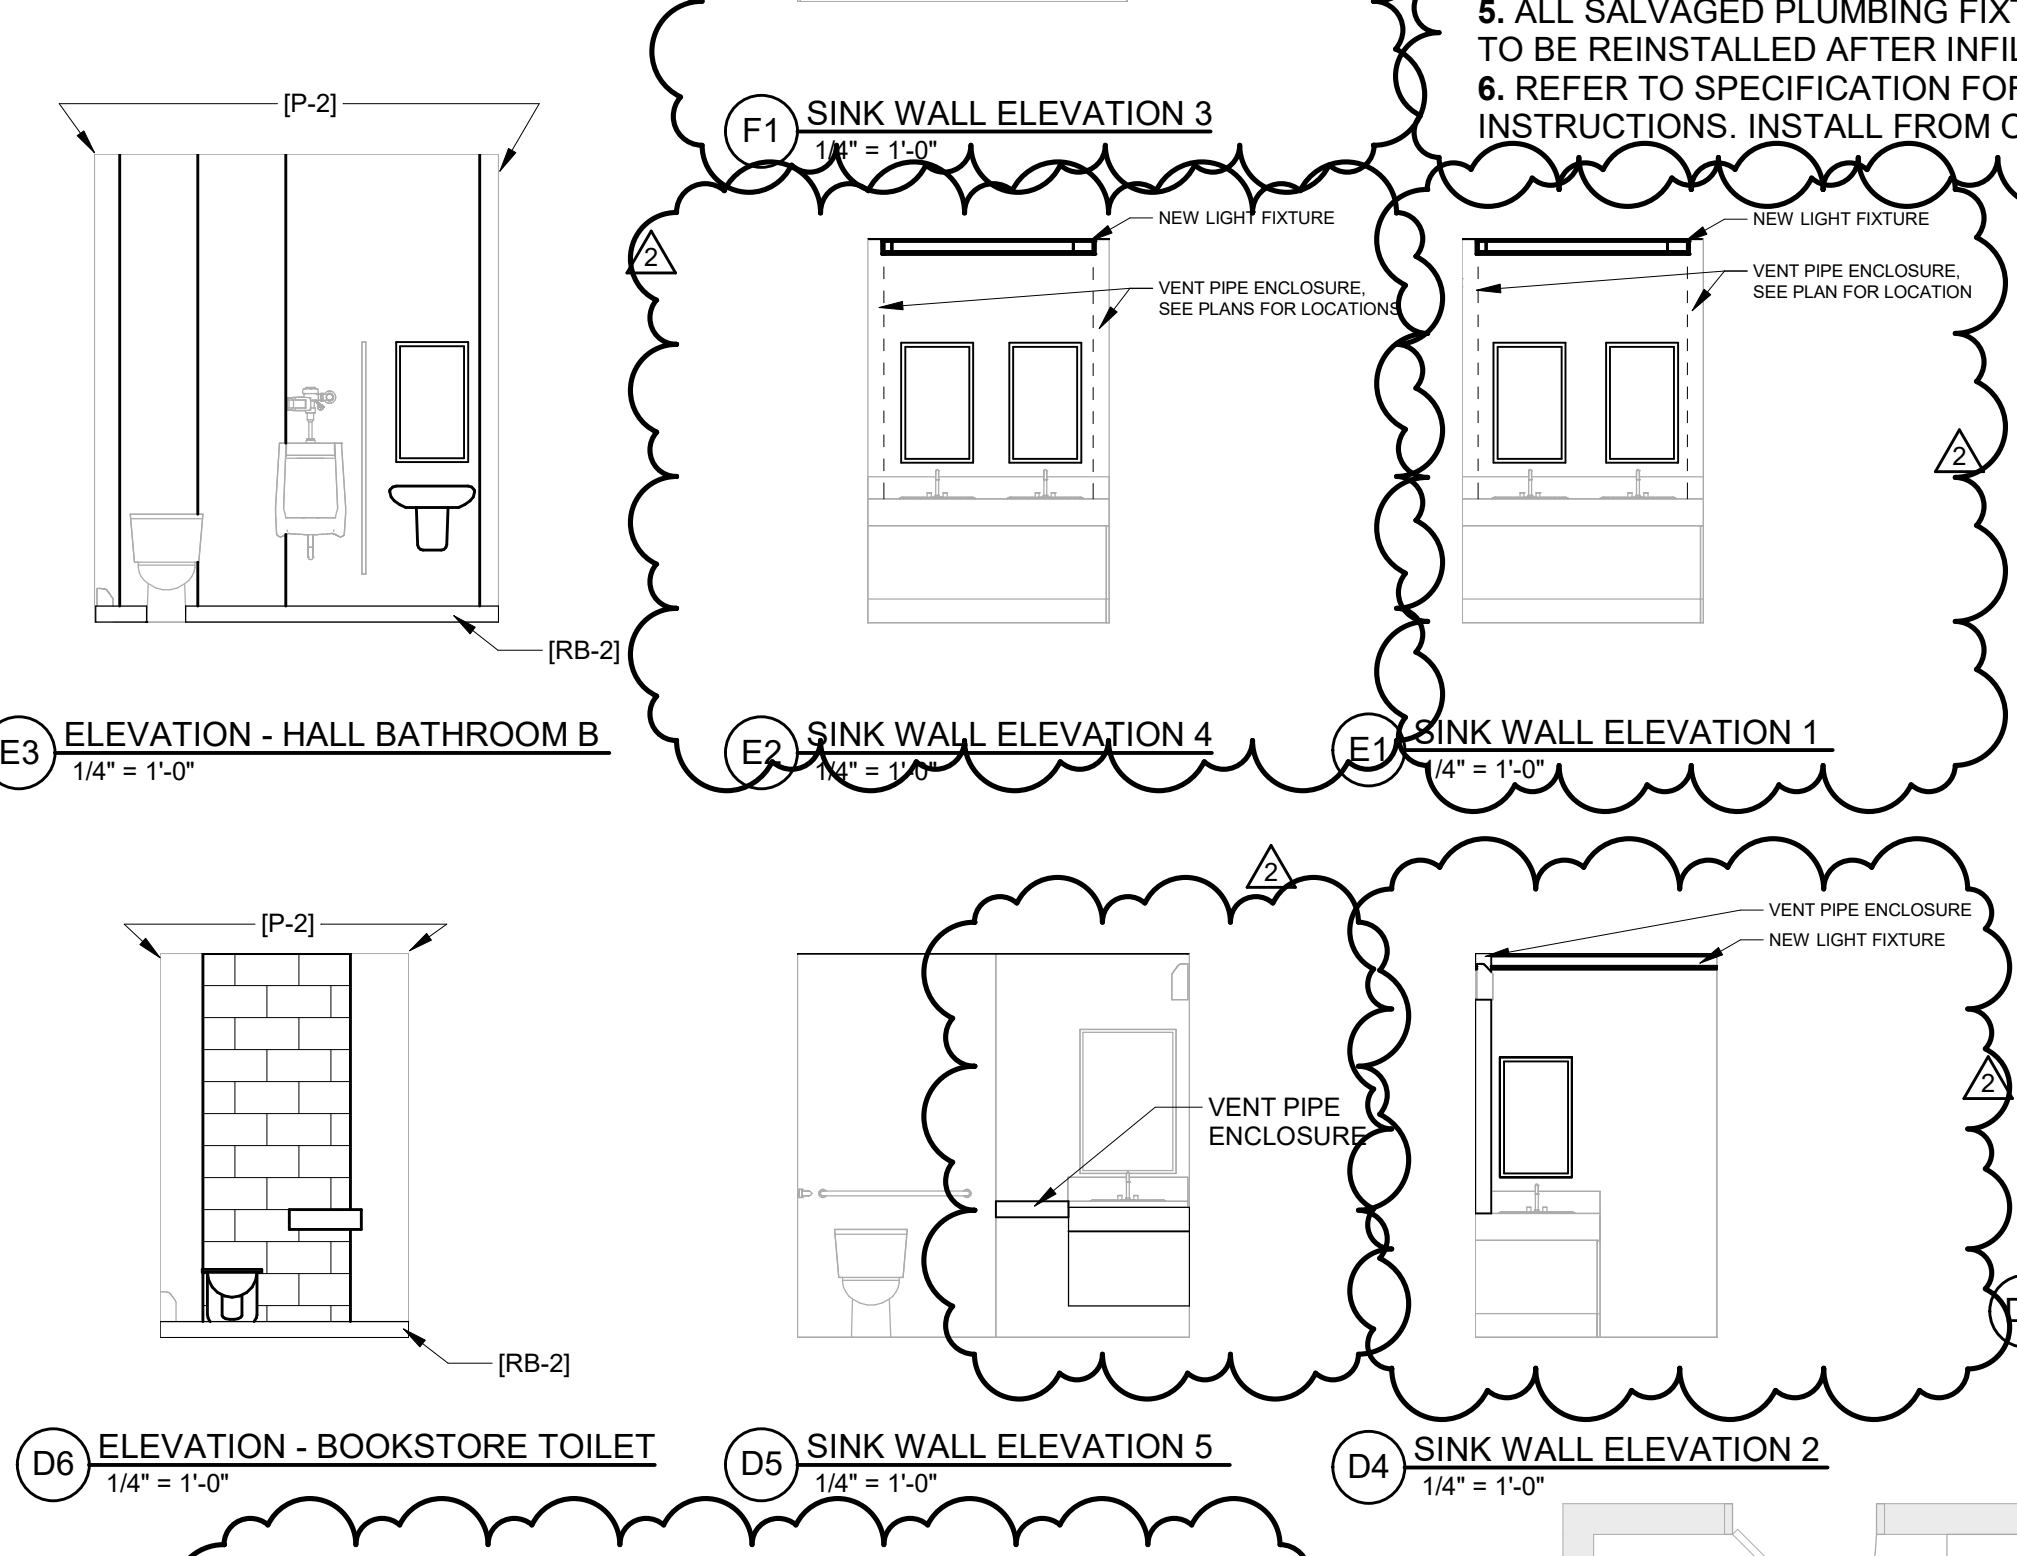 5. ALL SALVAGED PLUMBING
TO BE REINSTALLED AFTER
6. REFER TO SPECIFICATION
INSTRUCTIONS. INSTALL FROM
F1 SINK WALL ELEVATION 3
1/4" = 1'-0"
[P-2]
[RB-2]
E3 ELEVATION - HALL BATHROOM B
1/4" = 1'-0"
2
NEW LIGHT FIXTURE
VENT PIPE ENCLOSURE,
SEE PLANS FOR LOCATIONS
E2 SINK WALL ELEVATION 4
1/4" = 1'-0"
NEW LIGHT FIXTURE
VENT PIPE ENCLOSURE,
SEE PLAN FOR LOCATION
2
E1 SINK WALL ELEVATION 1
1/4" = 1'-0"
[P-2]
[RB-2]
D6 ELEVATION - BOOKSTORE TOILET
1/4" = 1'-0"
2
VENT PIPE
ENCLOSURE
D5 SINK WALL ELEVATION 5
1/4" = 1'-0"
VENT PIPE ENCLOSURE
NEW LIGHT FIXTURE
2
D4 SINK WALL ELEVATION 2
1/4" = 1'-0"